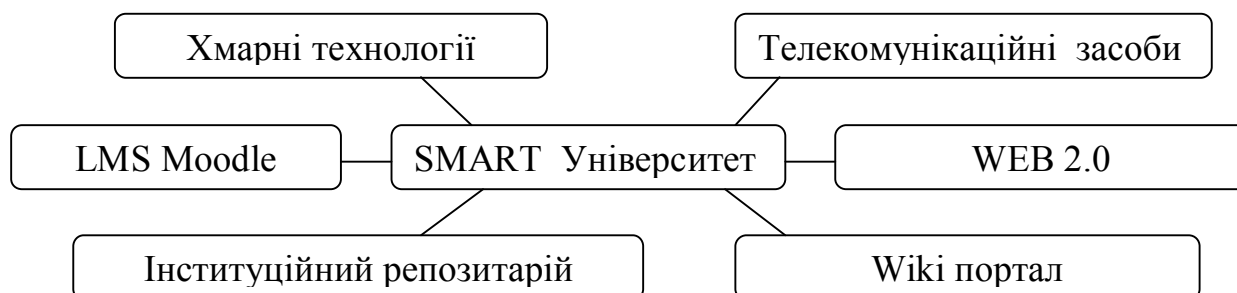 Хмарні технології
Телекомунікаційні засоби
LMS Moodle
SMART Університет
WEB 2.0
Інституційний репозитарій
Wiki портал